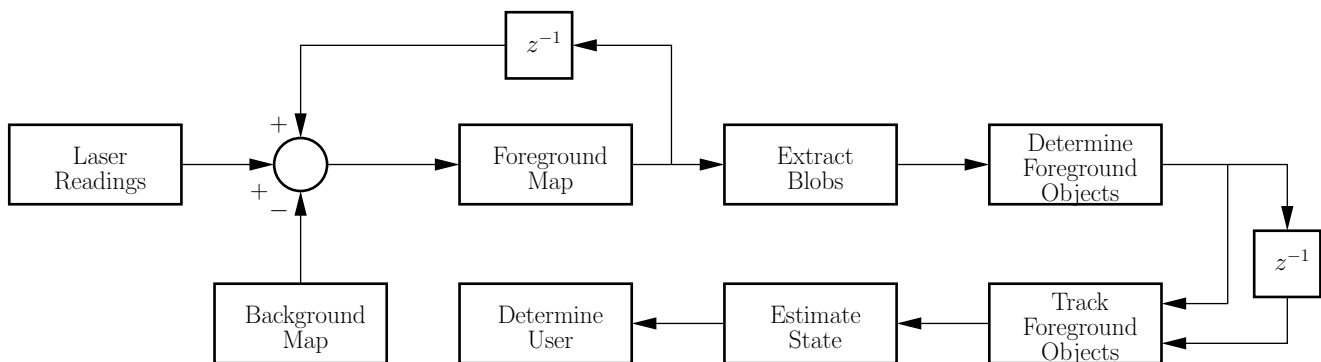 z⁻¹
+
Laser
Readings
Foreground
Map
Extract
Blobs
Determine
Foreground
Objects
+
−
z⁻¹
Background
Map
Determine
User
Estimate
State
Track
Foreground
Objects